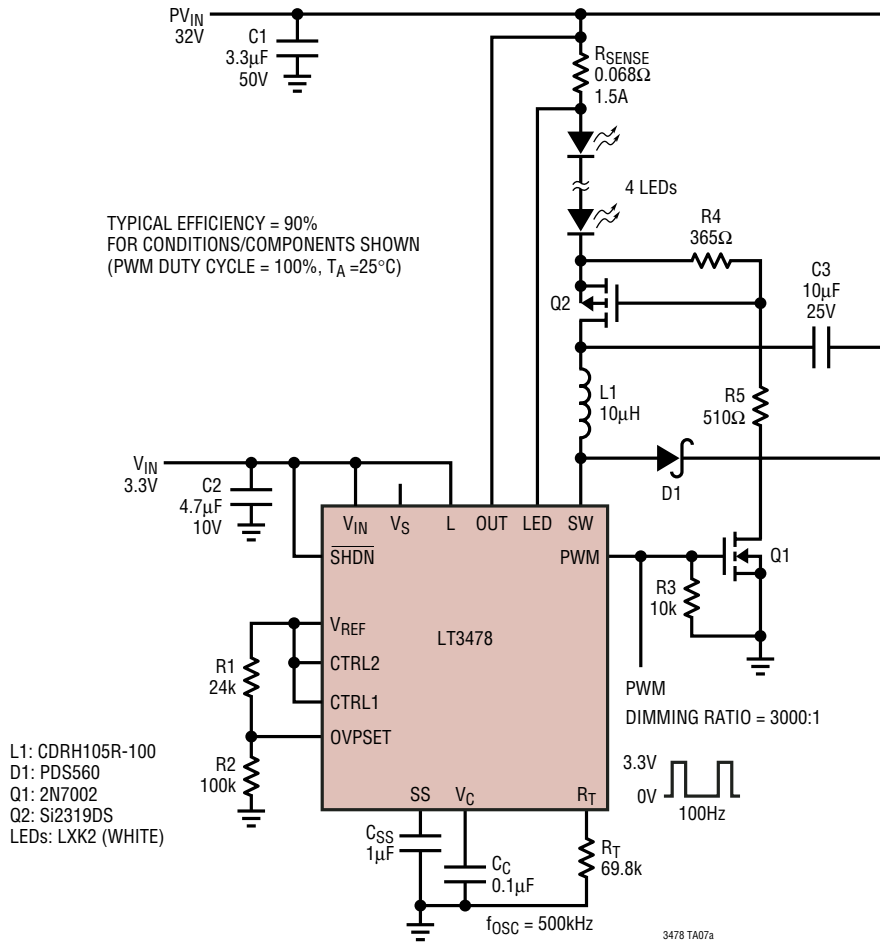 PVIN
32V
C1
3.3µF
50V
RSENSE
0.068Ω
1.5A
4 LEDs
TYPICAL EFFICIENCY = 90%
FOR CONDITIONS/COMPONENTS SHOWN
(PWM DUTY CYCLE = 100%, TA =25°C)
R4
365Ω
C3
10µF
25V
Q2
L1
10µH
R5
510Ω
D1
VIN
3.3V
C2
4.7µF
10V
VIN VS L OUT LED SW
SHDN
PWM
Q1
R3
10k
VREF
LT3478
CTRL2
CTRL1
OVPSET
R1
24k
R2
100k
PWM
DIMMING RATIO = 3000:1
3.3V
0V
100Hz
L1: CDRH105R-100
D1: PDS560
Q1: 2N7002
Q2: Si2319DS
LEDs: LXK2 (WHITE)
SS VC RT
CSS
1µF
CC
0.1µF
RT
69.8k
fOSC = 500kHz
3478 TA07a